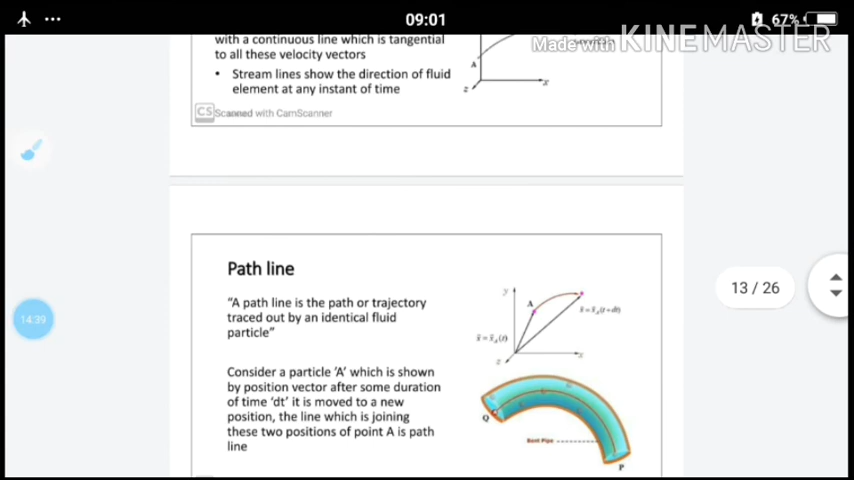 09:01
67%
Made with KINEMASTER
with a continuous line which is tangential
to all these velocity vectors
• Stream lines show the direction of fluid
element at any instant of time
A
z
x
CS Scanned with CamScanner
Path line
"A path line is the path or trajectory
traced out by an identical fluid
particle"
Consider a particle 'A' which is shown
by position vector after some duration
of time 'dt' it is moved to a new
position, the line which is joining
these two positions of point A is path
line
y
A
z
x
Q
Bent Pipe
P
13 / 26
14:39